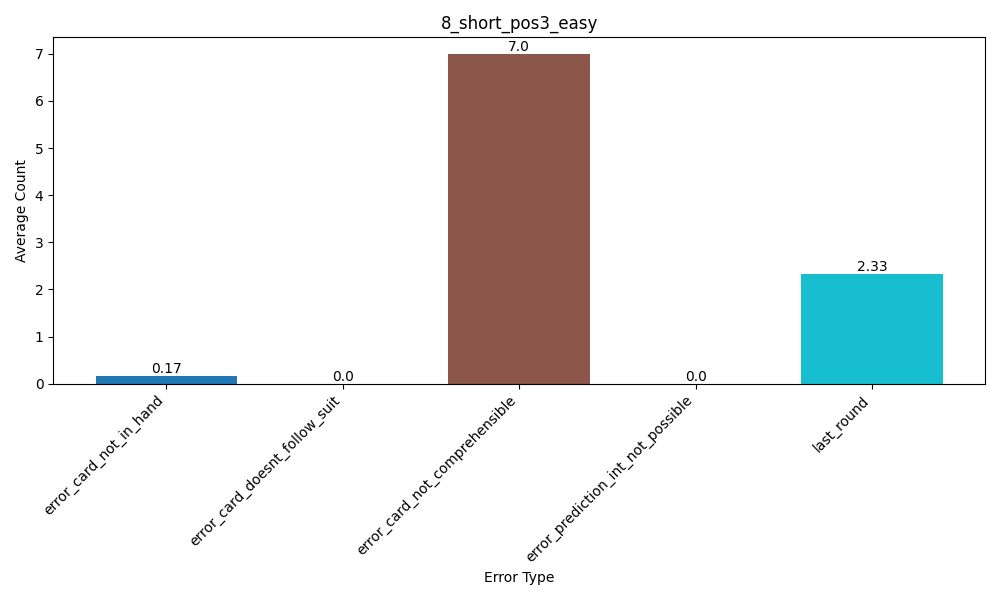 8_short_pos3_easy
Average Count
7
6
5
4
3
2
1
0
0.17
0.0
7.0
0.0
2.33
error_card_not_in_hand
error_card_doesnt_follow_suit
error_card_not_comprehensible
error_prediction_int_not_possible
last_round
Error Type